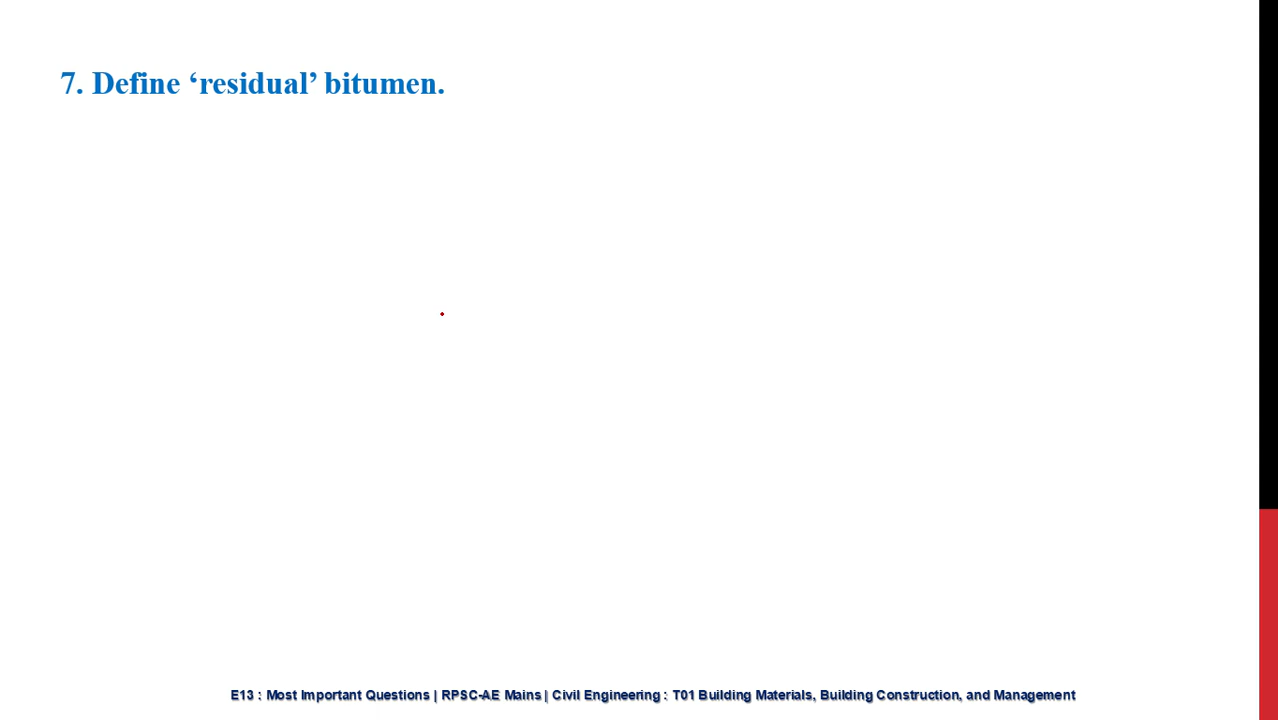 7. Define ‘residual’ bitumen.
E13 : Most Important Questions | RPSC-AE Mains | Civil Engineering : T01 Building Materials, Building Construction, and Management